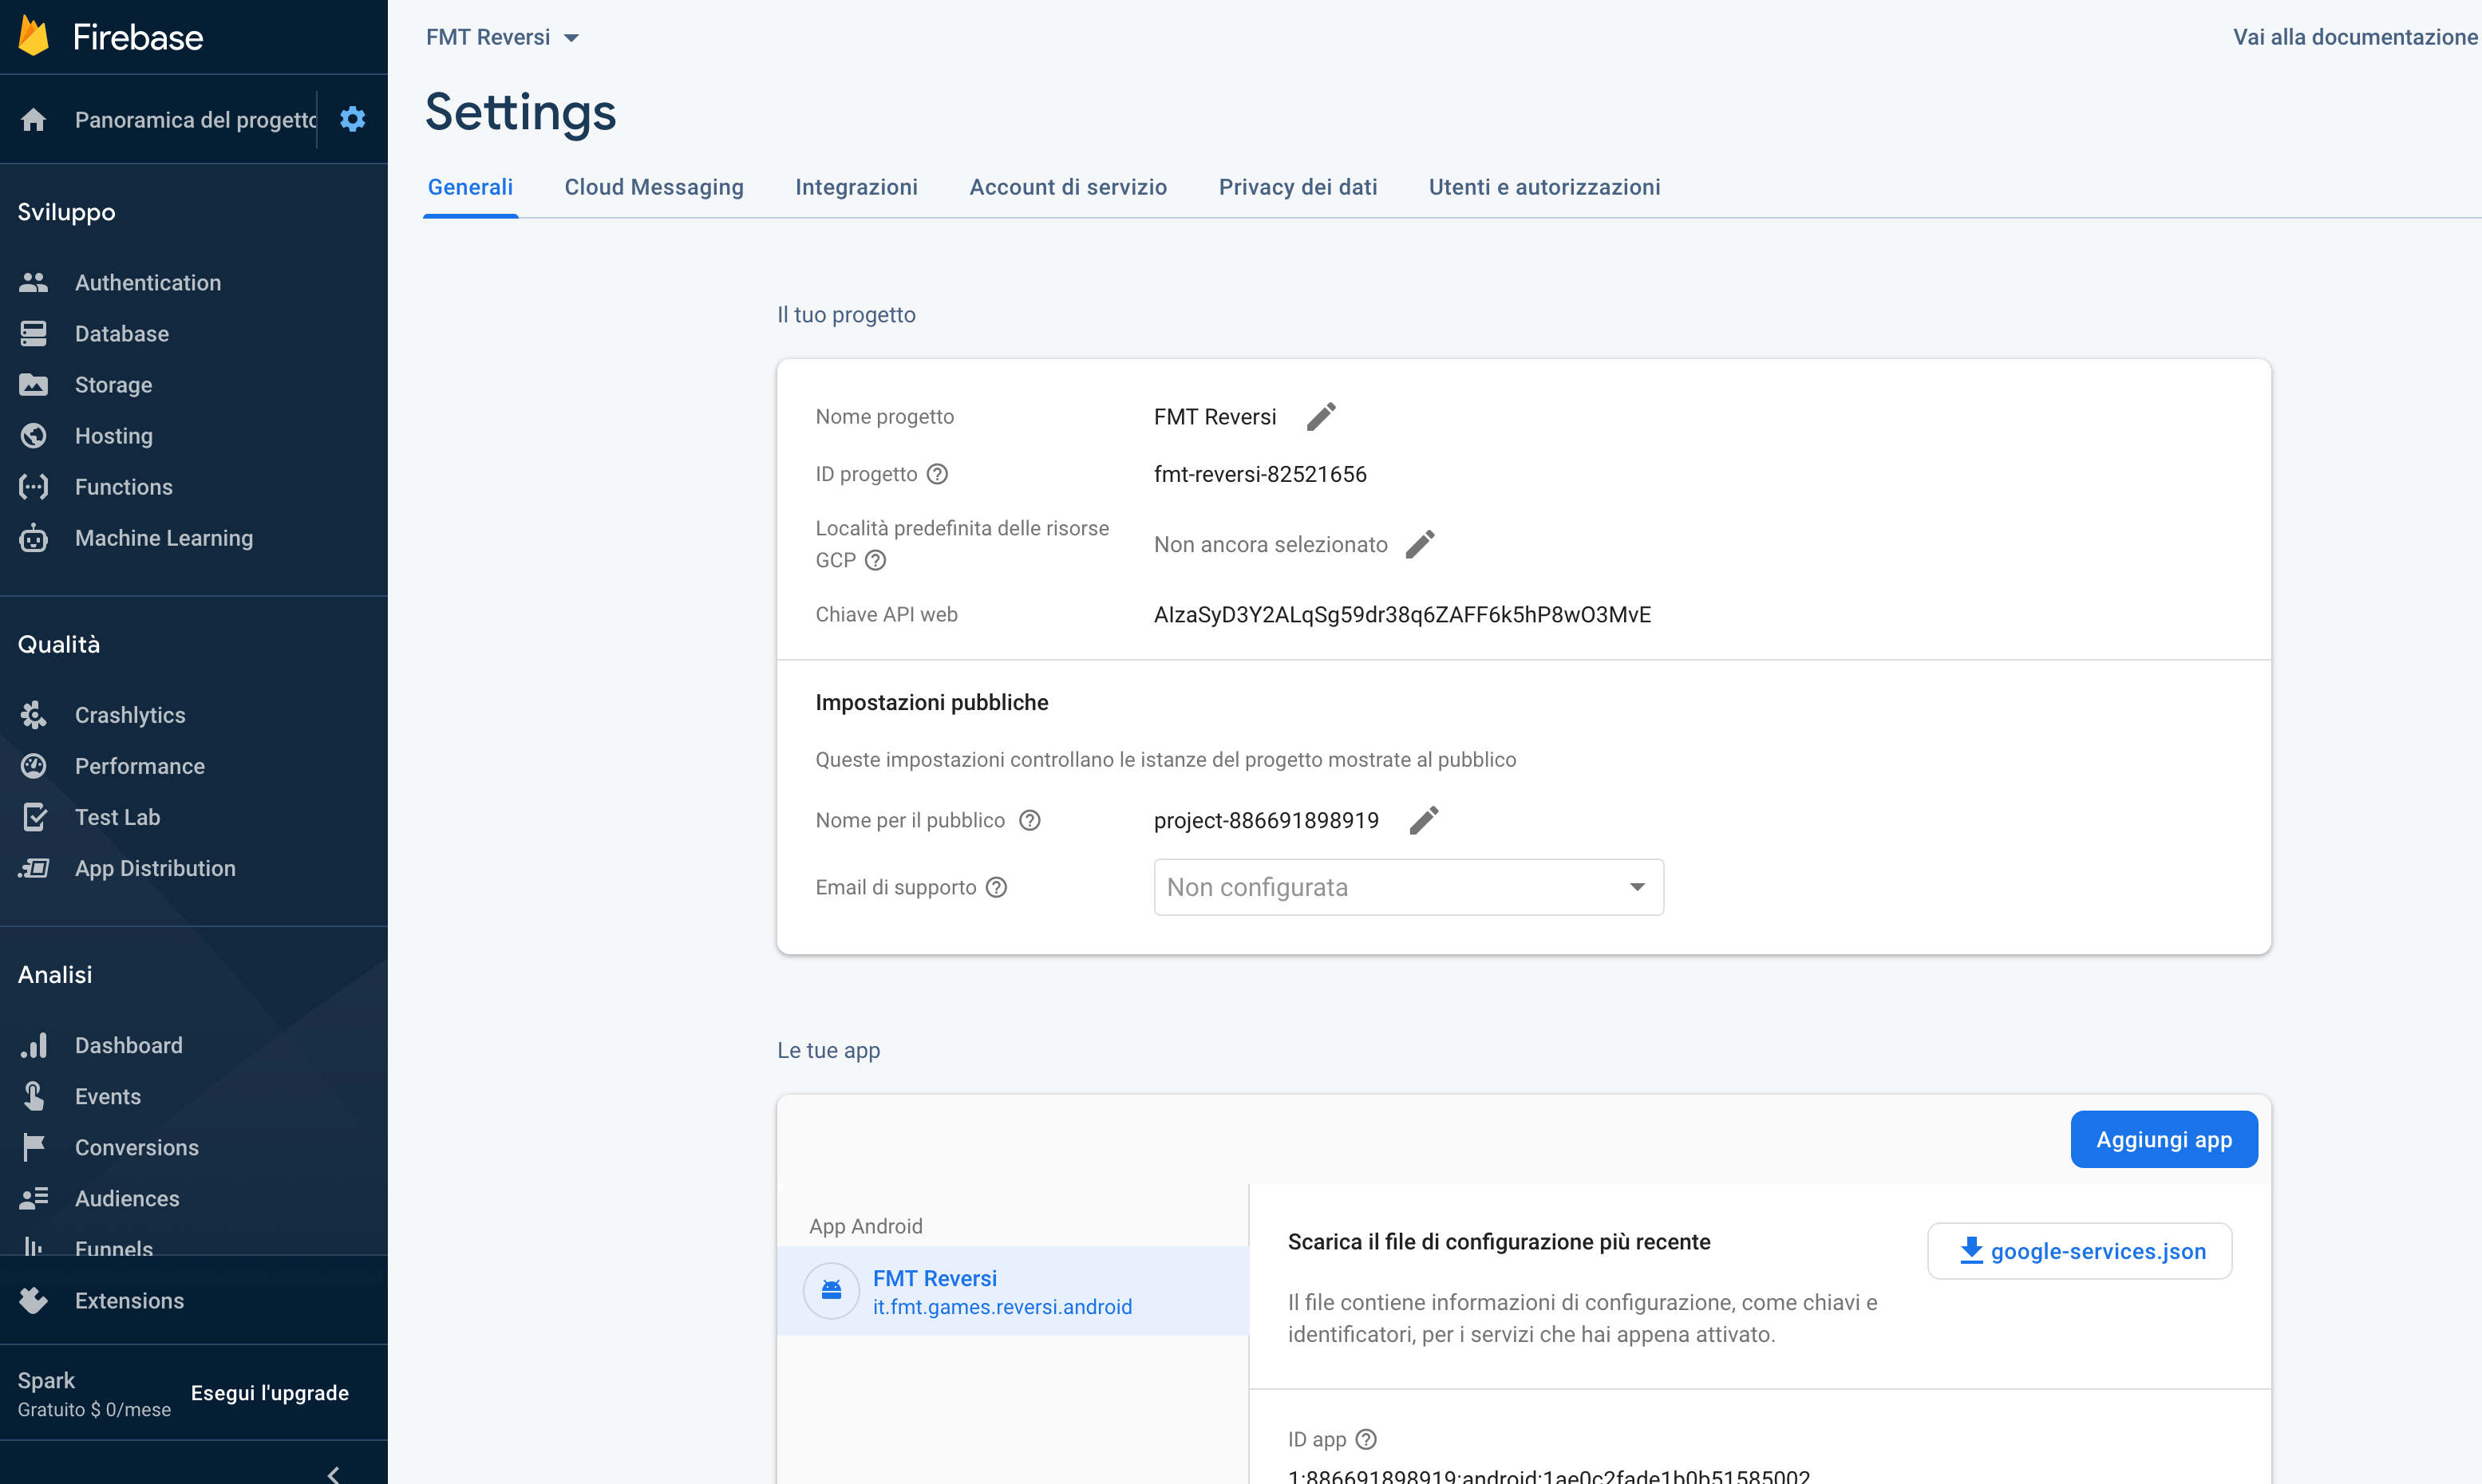 Firebase
Panoramica del progetto
Sviluppo
Authentication
Database
Storage
Hosting
Functions
Machine Learning
Qualità
Crashlytics
Performance
Test Lab
App Distribution
Analisi
Dashboard
Events
Conversions
Audiences
Funnels
Extensions
Spark
Gratuito $ 0/mese
Esegui l'upgrade
FMT Reversi
Vai alla documentazione
Settings
Generali
Cloud Messaging
Integrazioni
Account di servizio
Privacy dei dati
Utenti e autorizzazioni
Il tuo progetto
Nome progetto
FMT Reversi
ID progetto
fmt-reversi-82521656
Località predefinita delle risorse
GCP
Non ancora selezionato
Chiave API web
AIzaSyD3Y2ALqSg59dr38q6ZAFF6k5hP8wO3MvE
Impostazioni pubbliche
Queste impostazioni controllano le istanze del progetto mostrate al pubblico
Nome per il pubblico
project-886691898919
Email di supporto
Non configurata
Le tue app
Aggiungi app
App Android
FMT Reversi
it.fmt.games.reversi.android
Scarica il file di configurazione più recente
google-services.json
Il file contiene informazioni di configurazione, come chiavi e
identificatori, per i servizi che hai appena attivato.
ID app
1:886691898919:android:1ae0c2fade1b0b51585002